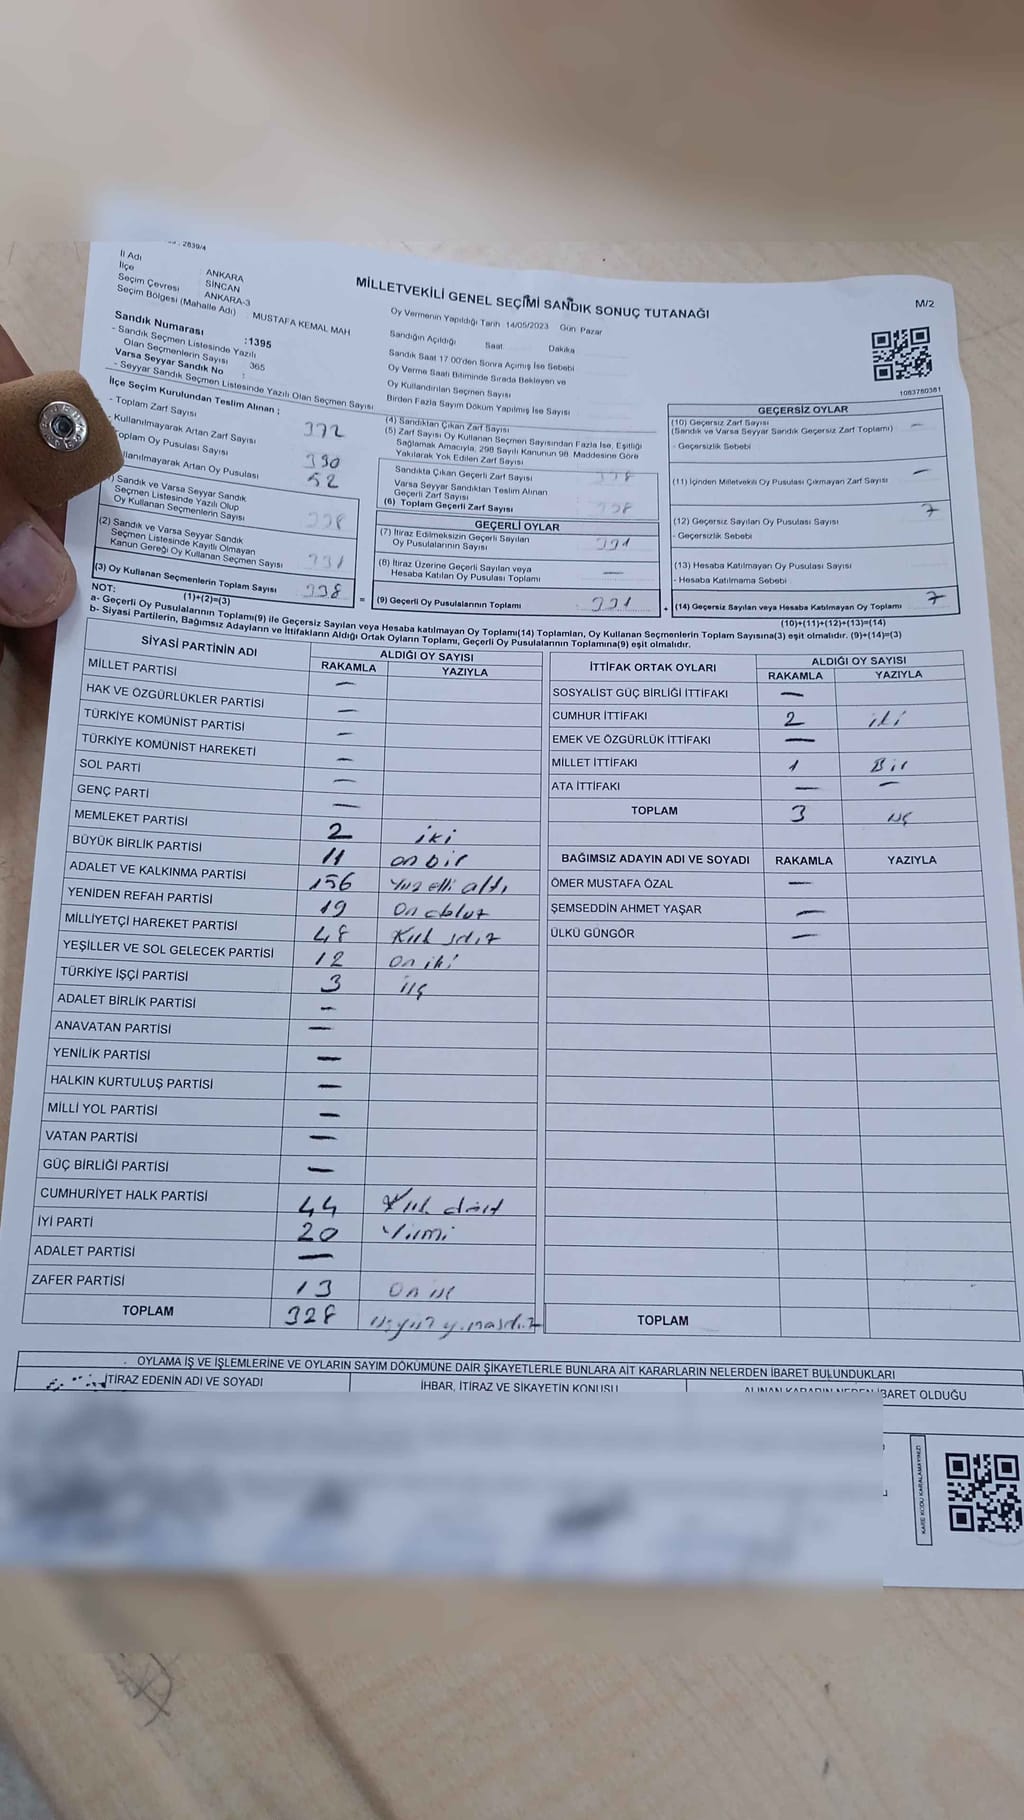 2839/4
İl Adı ANKARA
İlçe SİNCAN
Seçim Çevresi ANKARA-3
Seçim Bölgesi (Mahalle Adı) MUSTAFA KEMAL MAH
MİLLETVEKİLİ GENEL SEÇİMİ SANDIK SONUÇ TUTANAĞI
M/2
Oy Vermenin Yapıldığı Tarih 14/05/2023 Gün Pazar
Sandığın Açıldığı Saat Dakika
Sandık Saat 17.00'den Sonra Açımış İse Sebebi
Oy Verme Saati Bitiminde Sırada Bekleyen ve
Oy Kullandırılan Seçmen Sayısı
Birden Fazla Sayım Döküm Yapılmış İse Sayısı
1083780381
Sandık Numarası :1395
- Sandık Seçmen Listesinde Yazılı
Olan Seçmenlerin Sayısı 365
Varsa Seyyar Sandık No :
- Seyyar Sandık Seçmen Listesinde Yazılı Olan Seçmen Sayısı
İlçe Seçim Kurulundan Teslim Alınan ;
- Toplam Zarf Sayısı
Kullanılmayarak Artan Zarf Sayısı
Toplam Oy Pusulası Sayısı 390
Artan Oy Pusulası 52
Sandık ve Varsa Seyyar Sandık
Seçmen Listesinde Yazılı Olup
Oy Kullanan Seçmenlerin Sayısı
(2) Sandık ve Varsa Seyyar Sandık
Seçmen Listesinde Kayıtlı Olmayan
Kanun Gereği Oy Kullanan Seçmen Sayısı
(3) Oy Kullanan Seçmenlerin Toplam Sayısı 338
(1)+(2)=(3)
(4) Sandıktan Çıkan Zarf Sayısı
(5) Zarf Sayısı Oy Kullanan Seçmen Sayısından Fazla İse, Eşitliği
Sağlamak Amacıyla, 298 Sayılı Kanunun 98. Maddesine Göre
Yakılarak Yok Edilen Zarf Sayısı
Sandıkta Çıkan Geçerli Zarf Sayısı 338
Varsa Seyyar Sandıktan Teslim Alınan
Geçerli Zarf Sayısı
(6) Toplam Geçerli Zarf Sayısı 338
GEÇERLİ OYLAR
(7) İtiraz Edilmeksizin Geçerli Sayılan
Oy Pusulalarının Sayısı 331
(8) İtiraz Üzerine Geçerli Sayılan veya
Hesaba Katılan Oy Pusulası Toplamı —
= (9) Geçerli Oy Pusulalarının Toplamı 331 +
GEÇERSİZ OYLAR
(10) Geçersiz Zarf Sayısı
(Sandık ve Varsa Seyyar Sandık Geçersiz Zarf Toplamı) —
- Geçersizlik Sebebi
(11) İçinden Milletvekili Oy Pusulası Çıkmayan Zarf Sayısı —
(12) Geçersiz Sayılan Oy Pusulası Sayısı 7
- Geçersizlik Sebebi
(13) Hesaba Katılmayan Oy Pusulası Sayısı
- Hesaba Katılmama Sebebi
(14) Geçersiz Sayılan veya Hesaba Katılmayan Oy Toplamı 7
(10)+(11)+(12)+(13)=(14)
NOT:
a- Geçerli Oy Pusulalarının Toplamı(9) ile Geçersiz Sayılan veya Hesaba katılmayan Oy Toplamı(14) Toplamları, Oy Kullanan Seçmenlerin Toplam Sayısına(3) eşit olmalıdır. (9)+(14)=(3)
b- Siyasi Partilerin, Bağımsız Adayların ve İttifakların Aldığı Ortak Oyların Toplamı, Geçerli Oy Pusulalarının Toplamına(9) eşit olmalıdır.
SİYASİ PARTİNİN ADI ALDIĞI OY SAYISI
RAKAMLA YAZIYLA
MİLLET PARTİSİ —
HAK VE ÖZGÜRLÜKLER PARTİSİ —
TÜRKİYE KOMÜNİST PARTİSİ —
TÜRKİYE KOMÜNİST HAREKETİ —
SOL PARTİ —
GENÇ PARTİ —
MEMLEKET PARTİSİ 2 iki
BÜYÜK BİRLİK PARTİSİ 11 on bir
ADALET VE KALKINMA PARTİSİ 156 Yüz elli altı
YENİDEN REFAH PARTİSİ 19 On dokuz
MİLLİYETÇİ HAREKET PARTİSİ 48 Kırk sekiz
YEŞİLLER VE SOL GELECEK PARTİSİ 12 On iki
TÜRKİYE İŞÇİ PARTİSİ 3 üç
ADALET BİRLİK PARTİSİ —
ANAVATAN PARTİSİ —
YENİLİK PARTİSİ —
HALKIN KURTULUŞ PARTİSİ —
MİLLİ YOL PARTİSİ —
VATAN PARTİSİ —
GÜÇ BİRLİĞİ PARTİSİ —
CUMHURİYET HALK PARTİSİ 44 Kırk dört
İYİ PARTİ 20 Yirmi
ADALET PARTİSİ —
ZAFER PARTİSİ 13 On üç
TOPLAM 328 üçyüz yirmisekiz
İTTİFAK ORTAK OYLARI ALDIĞI OY SAYISI
RAKAMLA YAZIYLA
SOSYALİST GÜÇ BİRLİĞİ İTTİFAKI —
CUMHUR İTTİFAKI 2 iki
EMEK VE ÖZGÜRLÜK İTTİFAKI —
MİLLET İTTİFAKI 1 Bir
ATA İTTİFAKI — —
TOPLAM 3 üç
BAĞIMSIZ ADAYIN ADI VE SOYADI RAKAMLA YAZIYLA
ÖMER MUSTAFA ÖZAL —
ŞEMSEDDİN AHMET YAŞAR —
ÜLKÜ GÜNGÖR —
TOPLAM
OYLAMA İŞ VE İŞLEMLERİNE VE OYLARIN SAYIM DÖKÜMÜNE DAİR ŞİKAYETLERLE BUNLARA AİT KARARLARIN NELERDEN İBARET BULUNDUKLARI
İTİRAZ EDENİN ADI VE SOYADI İHBAR, İTİRAZ VE ŞİKAYETİN KONUSU ALINAN KARARIN NEDEN İBARET OLDUĞU
KARE KODU KARALAMAYINIZ!